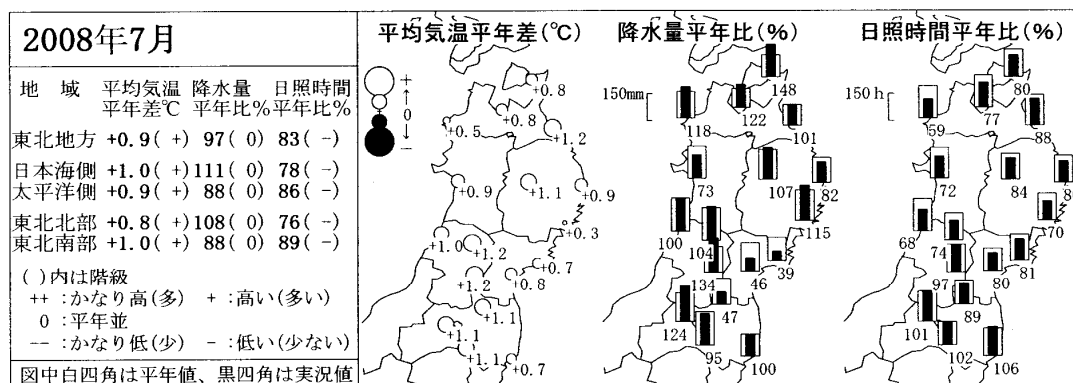 2008年7月
地　域　平均気温 降水量 日照時間
平年差℃ 平年比% 平年比%
東北地方 +0.9( +) 97( 0) 83( -)
日本海側 +1.0( +) 111( 0) 78( -)
太平洋側 +0.9( +) 88( 0) 86( -)
東北北部 +0.8( +) 108( 0) 76( -)
東北南部 +1.0( +) 88( 0) 89( -)
( )内は階級
++ :かなり高(多)　+ :高い(多い)
0 :平年並
-- :かなり低(少)　- :低い(少ない)
図中白四角は平年値、黒四角は実況値
平均気温平年差(℃)
+
↑
0
↓
-
+0.8
+0.5 +0.8
+1.2
+0.9 +1.1 +0.9
+0.3
+1.0 +1.2
+0.7
+1.2 +0.8
+1.1
+1.1
+1.1 +0.7
降水量平年比(%)
150mm
148
118 122 101
73 107 82
115
100 104 39
134 46
47
124
95 100
日照時間平年比(%)
150h
80
59 77 88
72 84
70
68 74 81
97 80
89
101
102 106